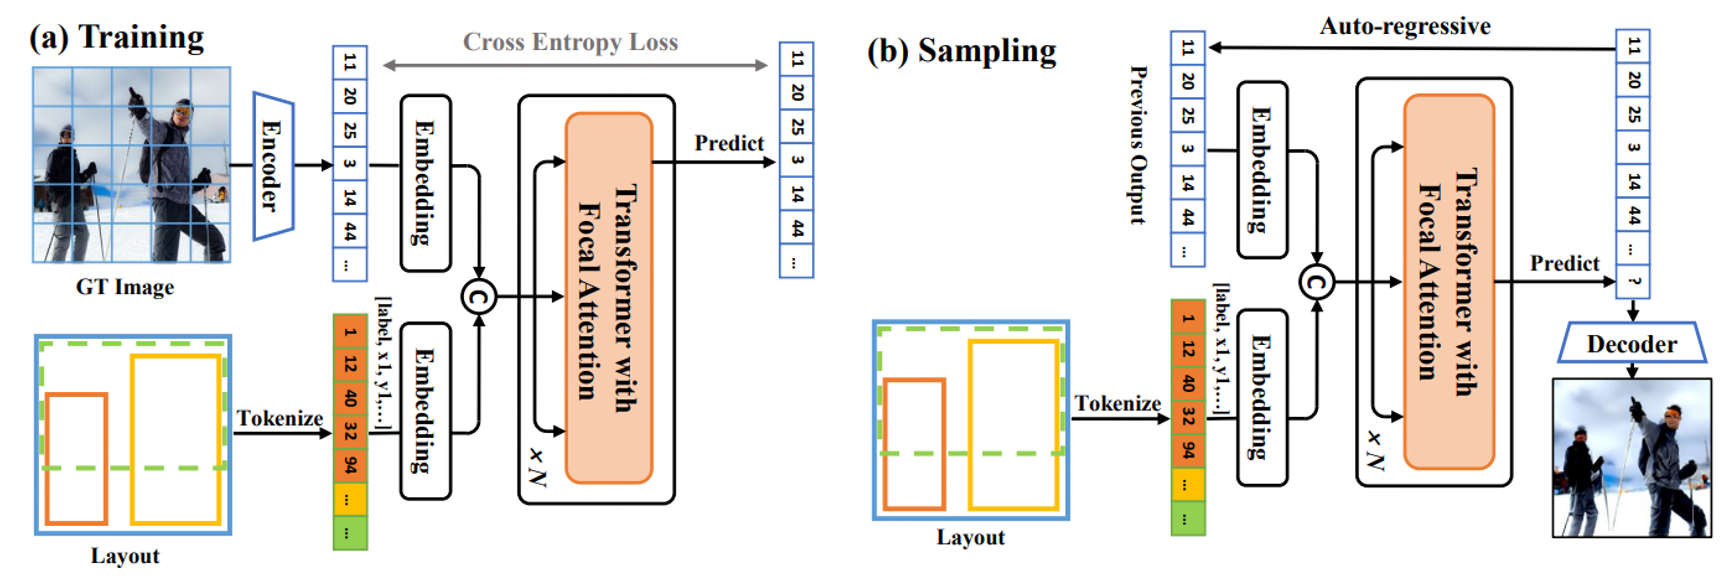 (a) Training
GT Image
Encoder
11
20
25
3
14
44
...
Cross Entropy Loss
Embedding
C
Transformer with
Focal Attention
× N
Predict
11
20
25
3
14
44
...
Layout
Tokenize
1
12
40
32
94
...
...
[label, x1, y1,...]
Embedding
(b) Sampling
Auto-regressive
Previous Output
11
20
25
3
14
44
...
Embedding
C
Transformer with
Focal Attention
× N
Predict
11
20
25
3
14
44
...
?
Decoder
Layout
Tokenize
1
12
40
32
94
...
...
[label, x1, y1,...]
Embedding